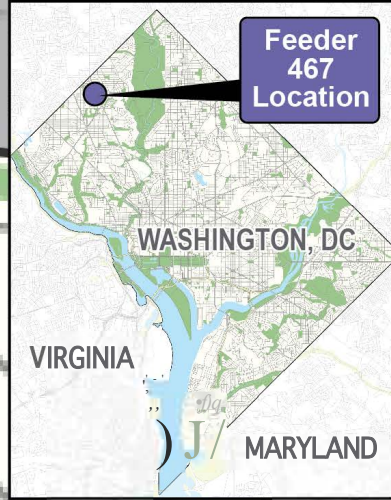 Feeder
467
Location
WASHINGTON, DC
VIRGINIA
) J/
MARYLAND